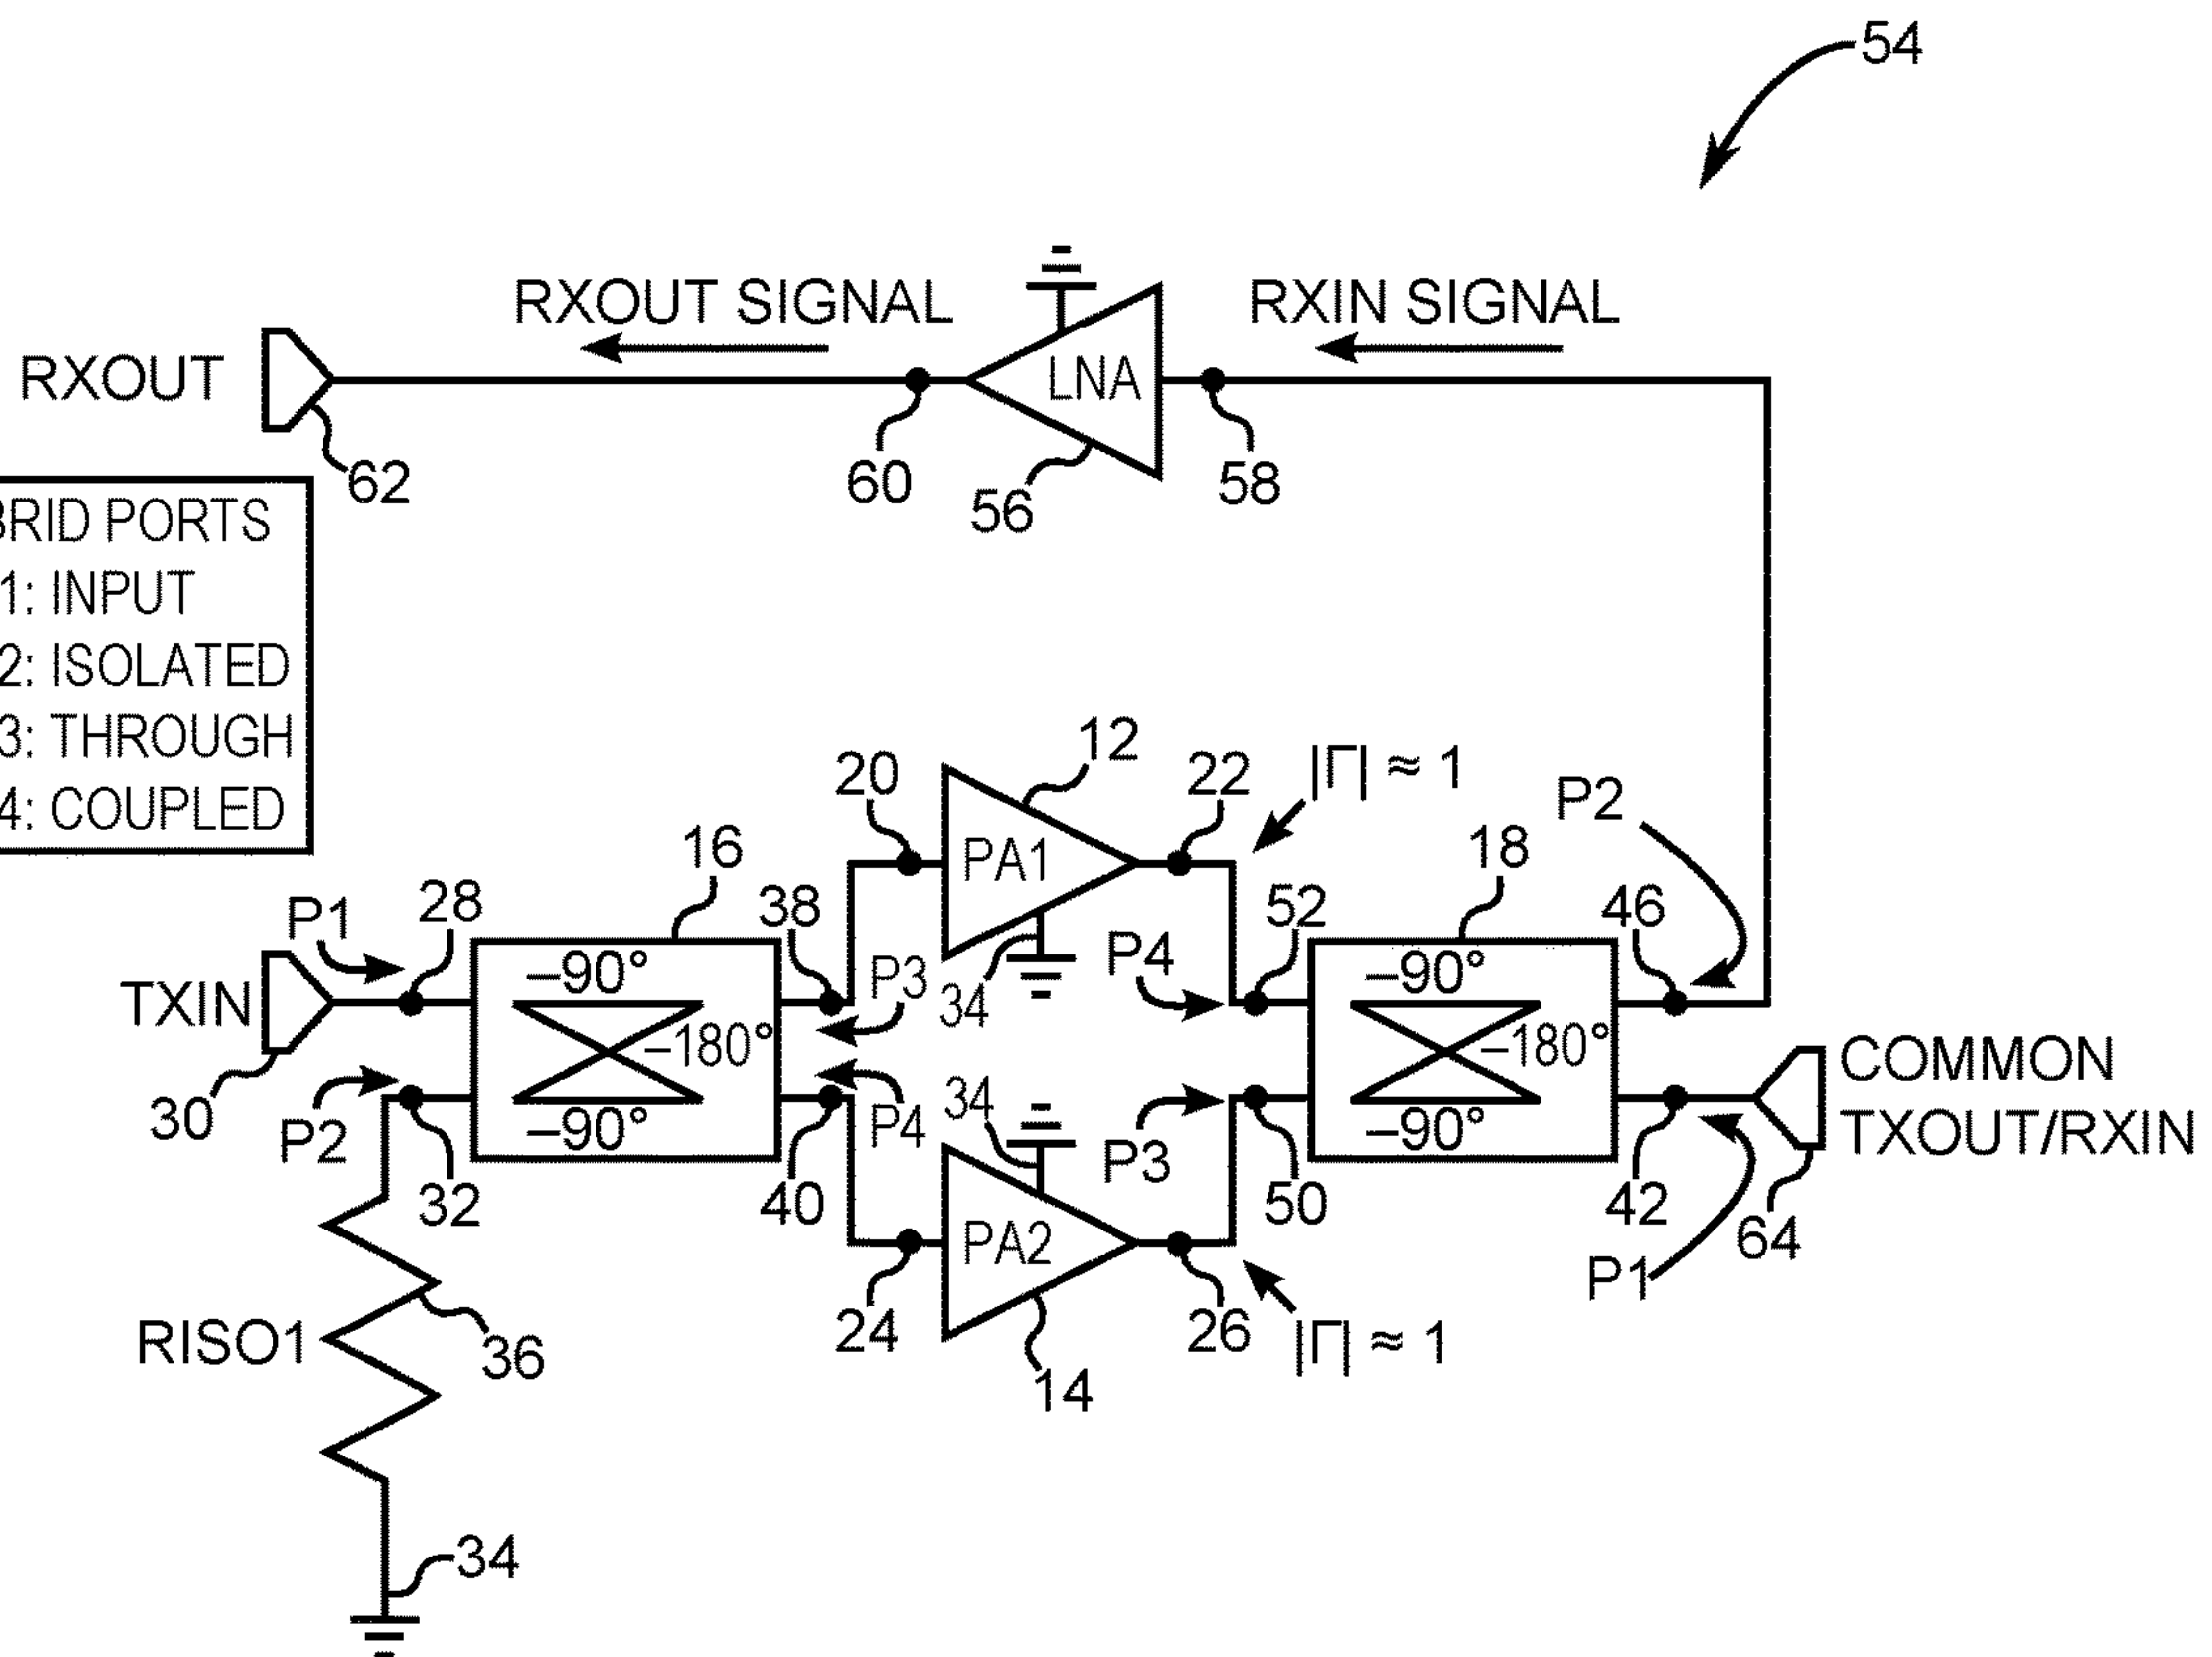 54
RXOUT SIGNAL
RXIN SIGNAL
RXOUT
LNA
62
60
56
58
BRID PORTS
1: INPUT
2: ISOLATED
3: THROUGH
4: COUPLED
12
20
22
|Γ| ≈ 1
P2
PA1
16
18
P1
28
38
52
46
P4
–90°
P3
34
–90°
TXIN
–180°
–180°
COMMON
TXOUT/RXIN
30
P2
–90°
P4
34
P3
–90°
32
40
50
42
64
PA2
P1
RISO1
36
24
26
|Γ| ≈ 1
14
34